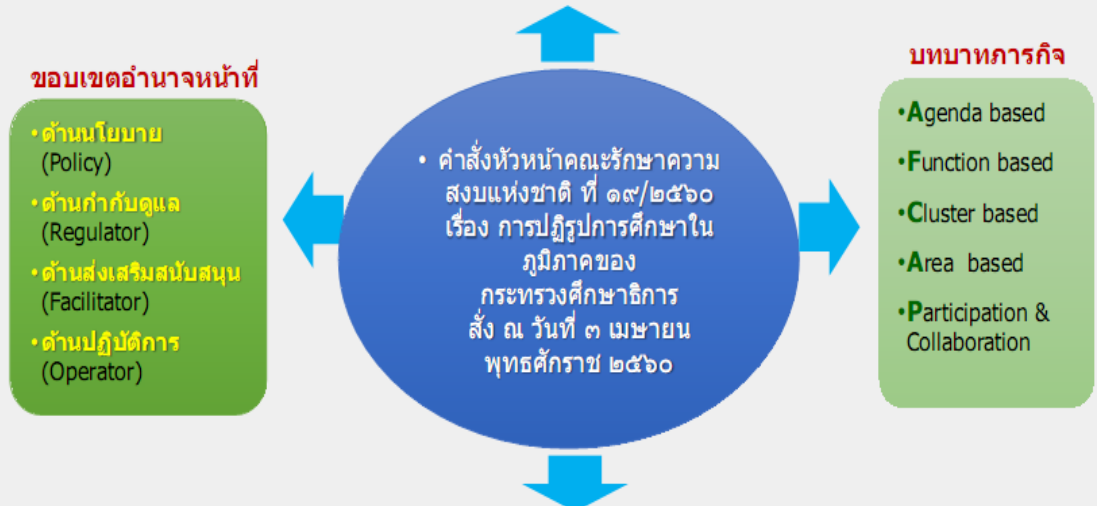 ขอบเขตอำนาจหน้าที่
•ด้านนโยบาย
(Policy)
•ด้านกำกับดูแล
(Regulator)
•ด้านส่งเสริมสนับสนุน
(Facilitator)
•ด้านปฏิบัติการ
(Operator)
• คำสั่งหัวหน้าคณะรักษาความ
สงบแห่งชาติ ที่ ๑๙/๒๕๖๐
เรื่อง การปฏิรูปการศึกษาใน
ภูมิภาคของ
กระทรวงศึกษาธิการ
สั่ง ณ วันที่ ๓ เมษายน
พุทธศักราช ๒๕๖๐
บทบาทภารกิจ
•Agenda based
•Function based
•Cluster based
•Area based
•Participation &
Collaboration